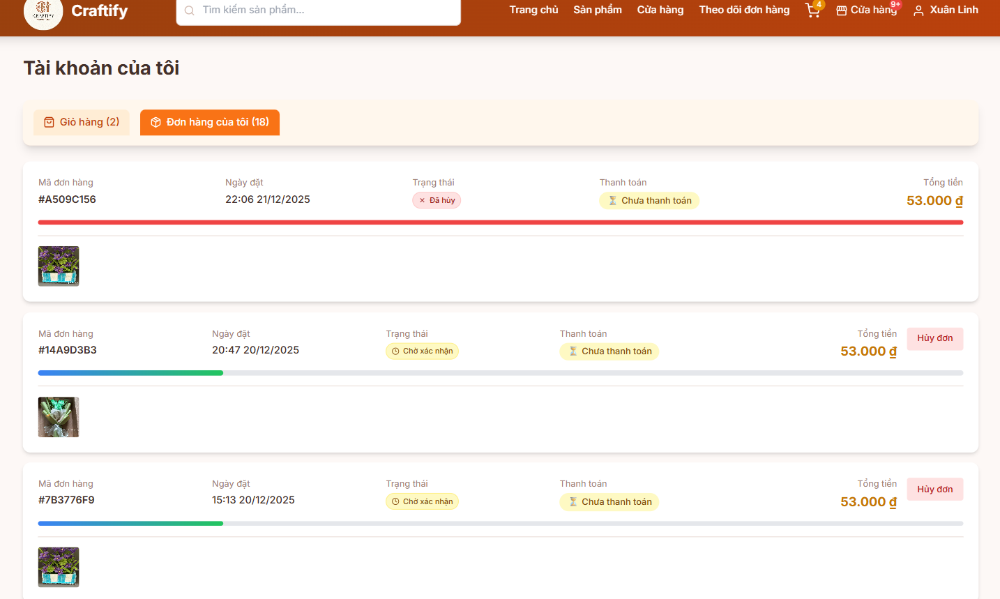 CRAFTIFY
Craftify
Tìm kiếm sản phẩm...
Trang chủ
Sản phẩm
Cửa hàng
Theo dõi đơn hàng
4
Cửa hàng
9+
Xuân Linh
Tài khoản của tôi
Giỏ hàng (2)
Đơn hàng của tôi (18)
Mã đơn hàng
Ngày đặt
Trạng thái
Thanh toán
Tổng tiền
#A509C156
22:06 21/12/2025
Đã hủy
Chưa thanh toán
53.000 ₫
Mã đơn hàng
Ngày đặt
Trạng thái
Thanh toán
Tổng tiền
Hủy đơn
#14A9D3B3
20:47 20/12/2025
Chờ xác nhận
Chưa thanh toán
53.000 ₫
Mã đơn hàng
Ngày đặt
Trạng thái
Thanh toán
Tổng tiền
Hủy đơn
#7B3776F9
15:13 20/12/2025
Chờ xác nhận
Chưa thanh toán
53.000 ₫